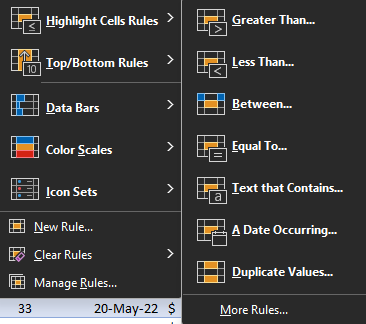 Highlight Cells Rules
Top/Bottom Rules
10
Data Bars
Color Scales
Icon Sets
New Rule...
Clear Rules
Manage Rules...
33 20-May-22 $
Greater Than...
Less Than...
Between...
Equal To...
Text that Contains...
a
A Date Occurring...
Duplicate Values...
More Rules...